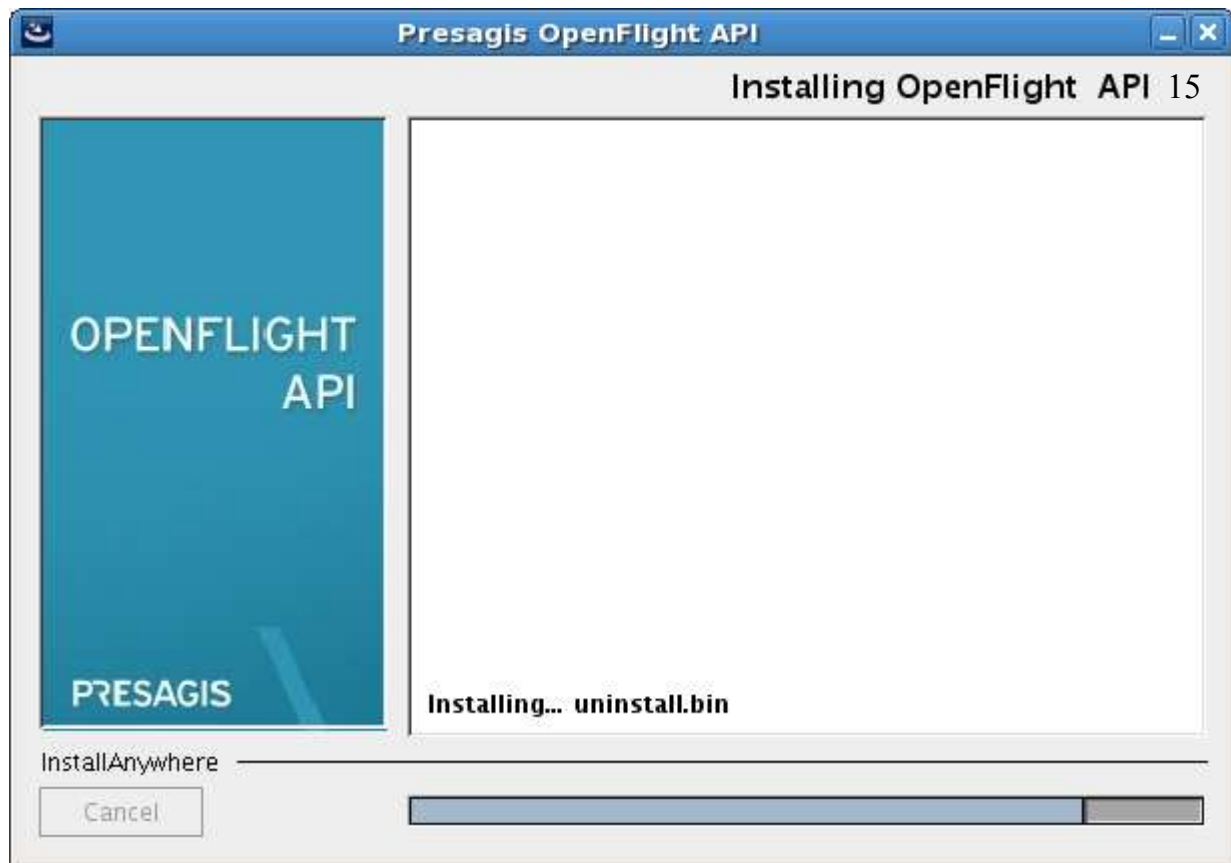 Presagis OpenFlight API
Installing OpenFlight API 15
OPENFLIGHT
API
PRESAGIS
Installing... uninstall.bin
InstallAnywhere
Cancel